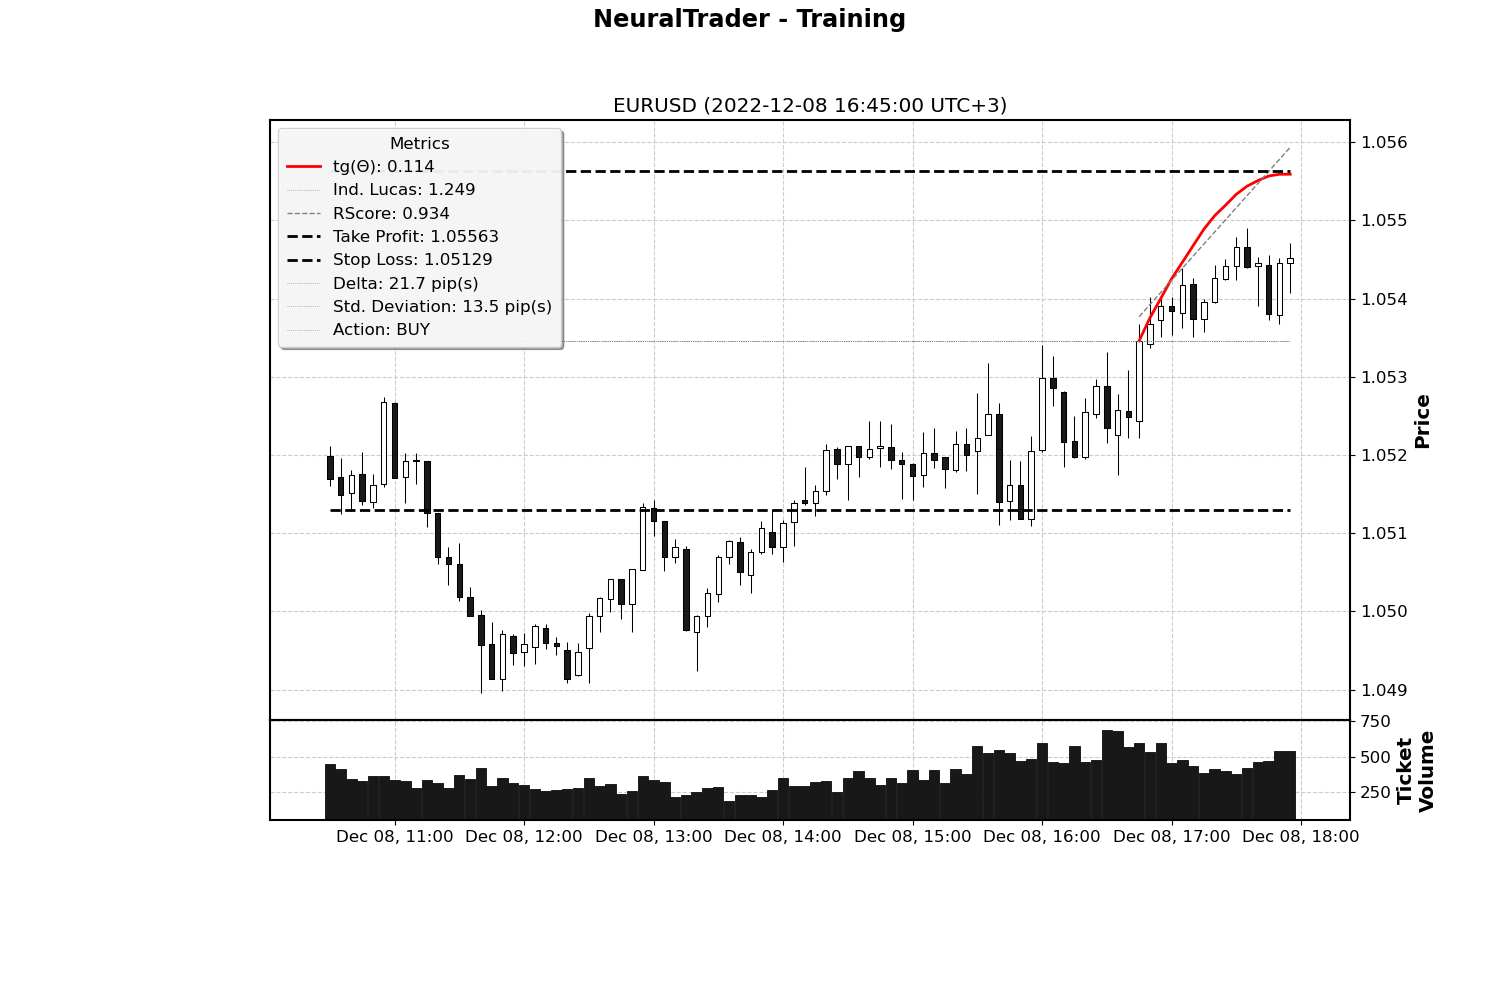 NeuralTrader - Training
EURUSD (2022-12-08 16:45:00 UTC+3)
Metrics
tg(Θ): 0.114
Ind. Lucas: 1.249
RScore: 0.934
Take Profit: 1.05563
Stop Loss: 1.05129
Delta: 21.7 pip(s)
Std. Deviation: 13.5 pip(s)
Action: BUY
1.056
1.055
1.054
1.053
1.052
1.051
1.050
1.049
Price
750
500
250
Ticket
Volume
Dec 08, 11:00
Dec 08, 12:00
Dec 08, 13:00
Dec 08, 14:00
Dec 08, 15:00
Dec 08, 16:00
Dec 08, 17:00
Dec 08, 18:00